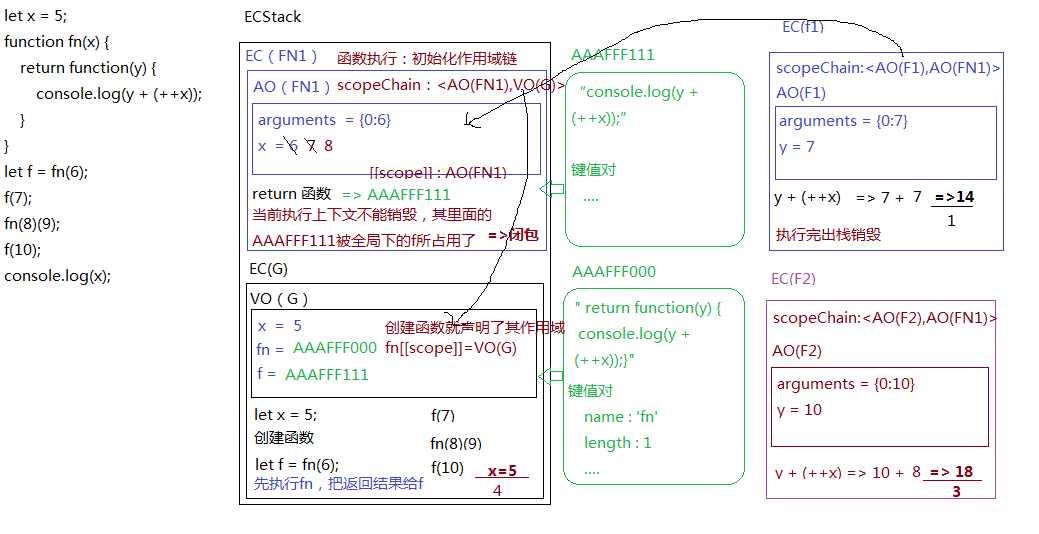 let x = 5;
function fn(x) {
return function(y) {
console.log(y + (++x));
}
}
let f = fn(6);
f(7);
fn(8)(9);
f(10);
console.log(x);
ECStack
EC（FN1） 函数执行：初始化作用域链
AO（FN1） scopeChain：<AO(FN1),VO(G)>
arguments = {0:6}
x = 6 7 8
[[scope]] : AO(FN1)
return 函数 => AAAFFF111
当前执行上下文不能销毁，其里面的
AAAFFF111被全局下的f所占用了 =>闭包
EC(G)
VO（G）
x = 5
创建函数就声明了其作用域
fn = AAAFFF000 fn[[scope]]=VO(G)
f = AAAFFF111
let x = 5; f(7)
创建函数 fn(8)(9)
let f = fn(6); f(10) x=5
先执行fn，把返回结果给f 4
AAAFFF111
“console.log(y +
(++x));”
键值对
....
AAAFFF000
" return function(y) {
console.log(y +
(++x));}"
键值对
name : 'fn'
length : 1
....
EC(f1)
scopeChain:<AO(F1),AO(FN1)>
AO(F1)
arguments = {0:7}
y = 7
y + (++x) => 7 + 7 =>14
1
执行完出栈销毁
EC(F2)
scopeChain:<AO(F2),AO(FN1)>
AO(F2)
arguments = {0:10}
y = 10
y + (++x) => 10 + 8 => 18
3